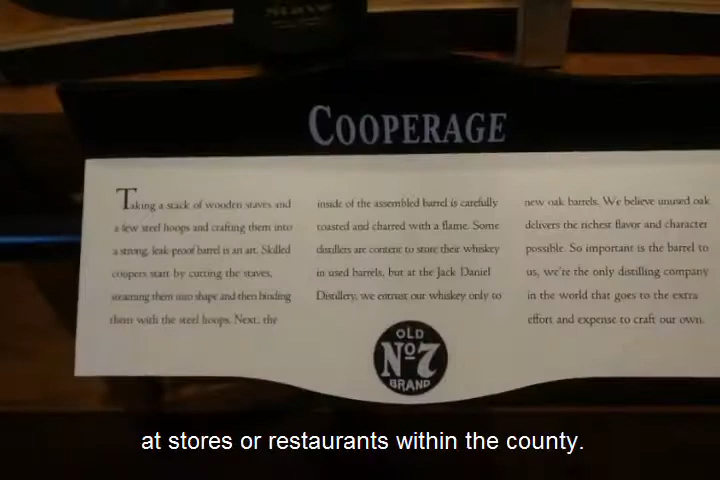 Stave
COOPERAGE
Taking a stack of wooden staves and
a few steel hoops and crafting them into
a strong, leak-proof barrel is an art. Skilled
coopers start by cutting the staves,
steaming them into shape and then binding
them with the steel hoops. Next, the
inside of the assembled barrel is carefully
toasted and charred with a flame. Some
distillers are content to store their whiskey
in used barrels, but at the Jack Daniel
Distillery, we entrust our whiskey only to
new oak barrels. We believe unused oak
delivers the richest flavor and character
possible. So important is the barrel to
us, we're the only distilling company
in the world that goes to the extra
effort and expense to craft our own.
OLD
Nº7
BRAND
at stores or restaurants within the county.